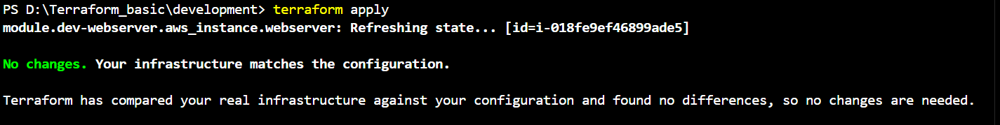 PS D:\Terraform_basic\development> terraform apply
module.dev-webserver.aws_instance.webserver: Refreshing state... [id=i-018fe9ef46899ade5]
No changes. Your infrastructure matches the configuration.
Terraform has compared your real infrastructure against your configuration and found no differences, so no changes are needed.